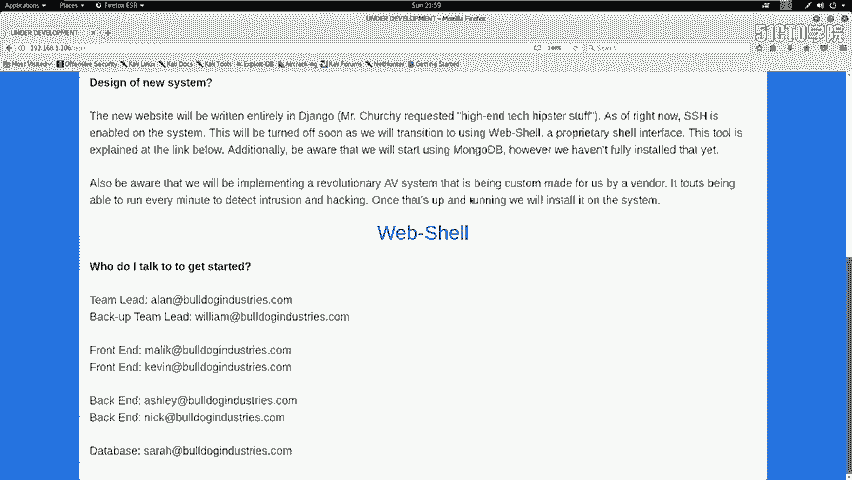 Applications Places Firefox ESR Sun 21:59
UNDER DEVELOPMENT - Mozilla Firefox
UNDER DEVELOPMENT
192.168.1.106
Search
Most Visited Offensive Security Kali Linux Kali Docs Kali Tools Exploit-DB Aircrack-ng Kali Forums NetHunter Getting Started
51CTO学院
Design of new system?
The new website will be written entirely in Django (Mr. Churchy requested "high-end tech hipster stuff"). As of right now, SSH is
enabled on the system. This will be turned off soon as we will transition to using Web-Shell, a proprietary shell interface. This tool is
explained at the link below. Additionally, be aware that we will start using MongoDB, however we haven't fully installed that yet.
Also be aware that we will be implementing a revolutionary AV system that is being custom made for us by a vendor. It touts being
able to run every minute to detect intrusion and hacking. Once that's up and running we will install it on the system.
Web-Shell
Who do I talk to to get started?
Team Lead: alan@bulldogindustries.com
Back-up Team Lead: william@bulldogindustries.com
Front End: malik@bulldogindustries.com
Front End: kevin@bulldogindustries.com
Back End: ashley@bulldogindustries.com
Back End: nick@bulldogindustries.com
Database: sarah@bulldogindustries.com